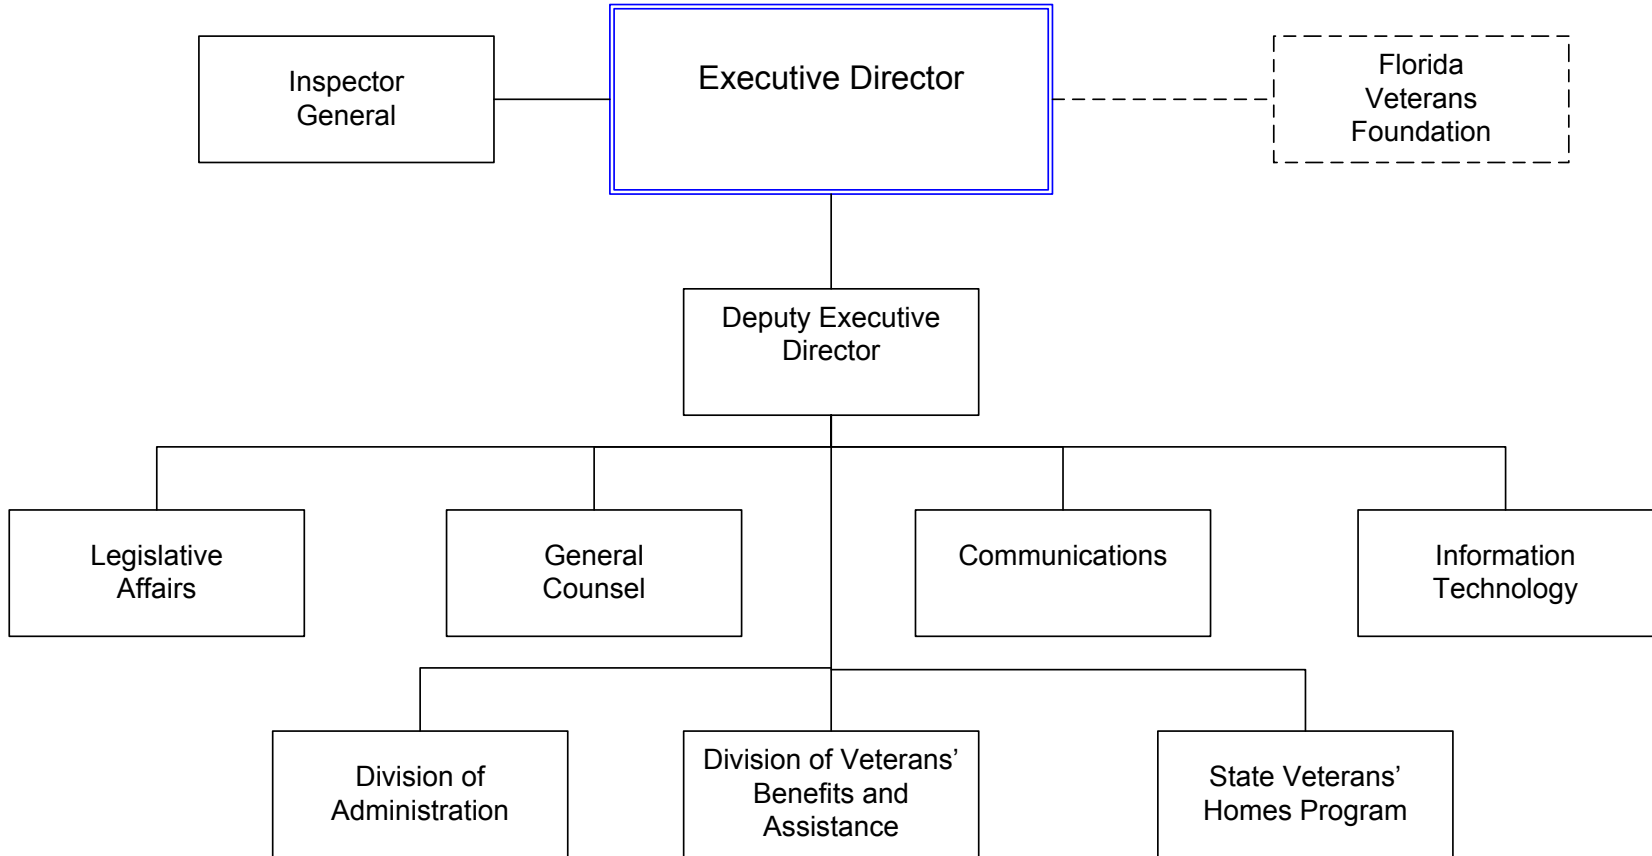 Inspector
General
Executive Director
Florida
Veterans
Foundation
Deputy Executive
Director
Legislative
Affairs
General
Counsel
Communications
Information
Technology
Division of
Administration
Division of Veterans’
Benefits and
Assistance
State Veterans’
Homes Program